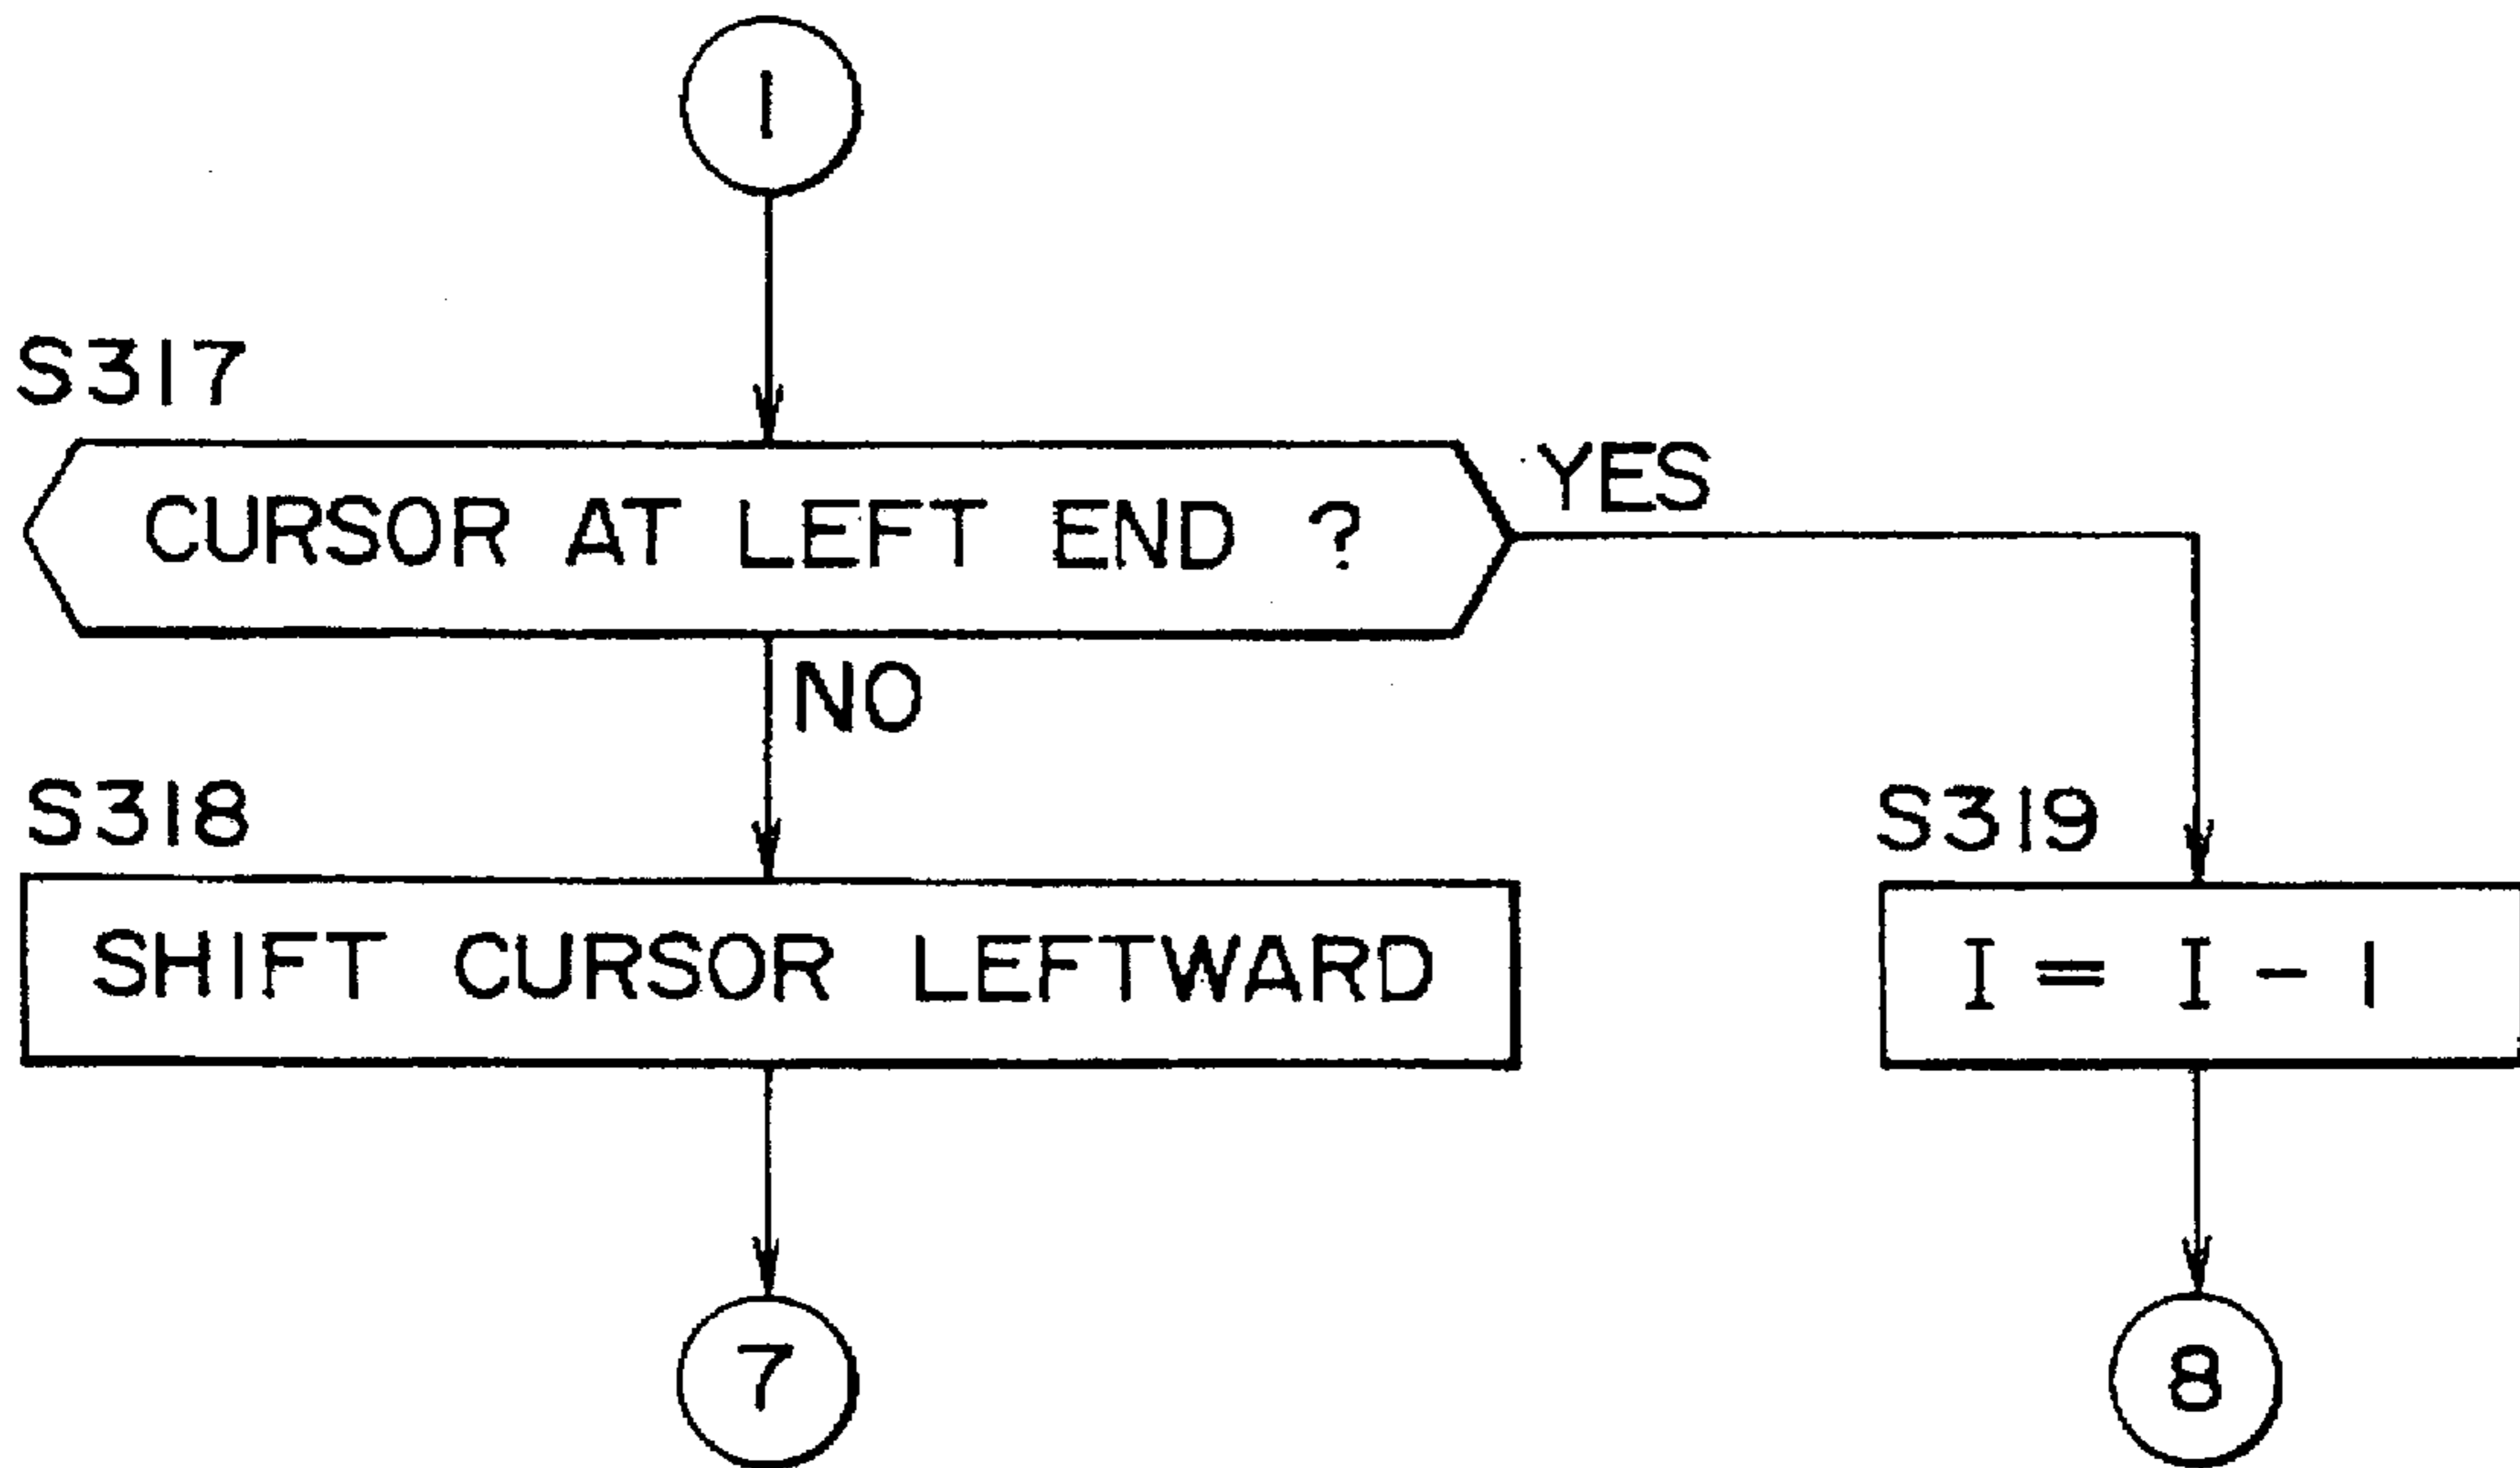 1
S317
CURSOR AT LEFT END ?
YES
NO
S318
SHIFT CURSOR LEFTWARD
S319
I = I - 1
7
8